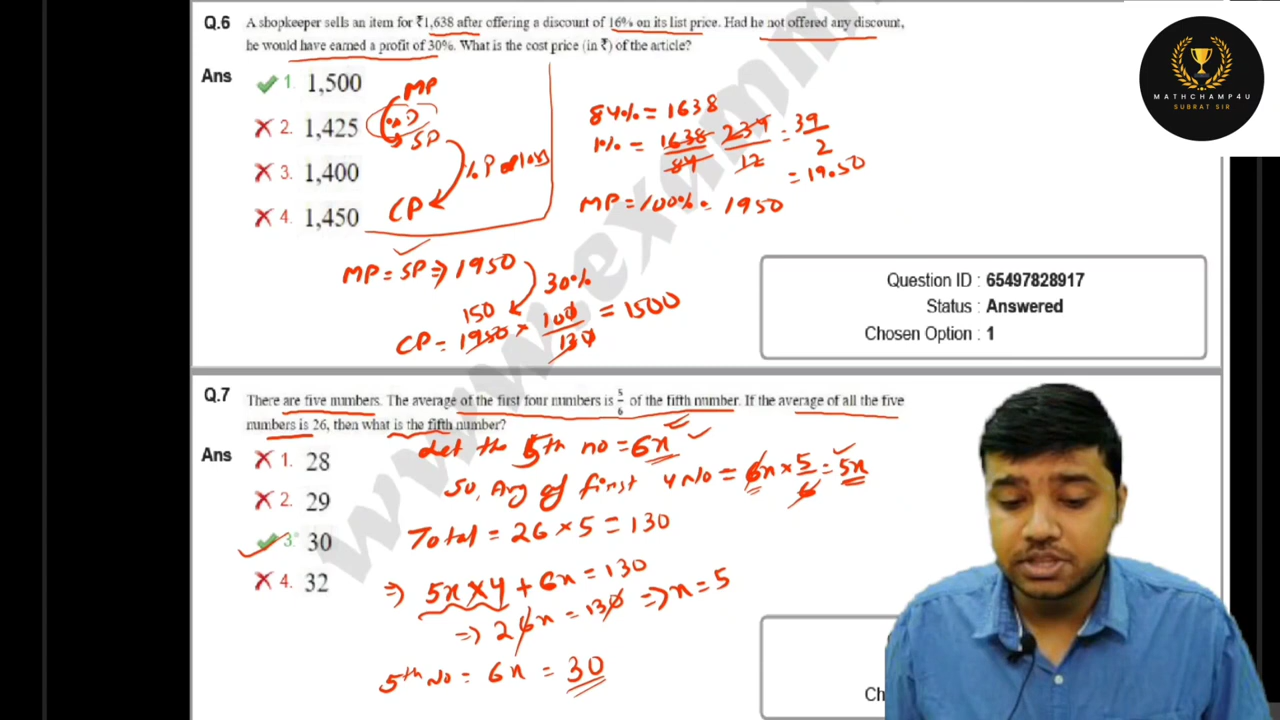 Q.6 A shopkeeper sells an item for ₹1,638 after offering a discount of 16% on its list price. Had he not offered any discount,
he would have earned a profit of 30%. What is the cost price (in ₹) of the article?
Ans 1. 1,500
2. 1,425
3. 1,400
4. 1,450
MP
D
SP
% P or loss
CP
84% = 1638
1% = 1638/84 234/12 = 39/2
= 19.50
MP = 100% = 1950
MP = SP ⇒ 1950
30%
150
CP = 1950 × 100/130 = 1500
Question ID : 65497828917
Status : Answered
Chosen Option : 1
MATHCHAMP4U
SUBRAT SIR
www.exam
Q.7 There are five numbers. The average of the first four numbers is 5/6 of the fifth number. If the average of all the five
numbers is 26, then what is the fifth number?
Ans 1. 28
2. 29
3. 30
4. 32
Let the 5th no = 6x
So, Avg of first 4 No = 6x × 5/6 = 5x
Total = 26 × 5 = 130
⇒ 5x × 4 + 6x = 130
⇒ 26x = 130 ⇒ x = 5
5th No = 6x = 30
Ch